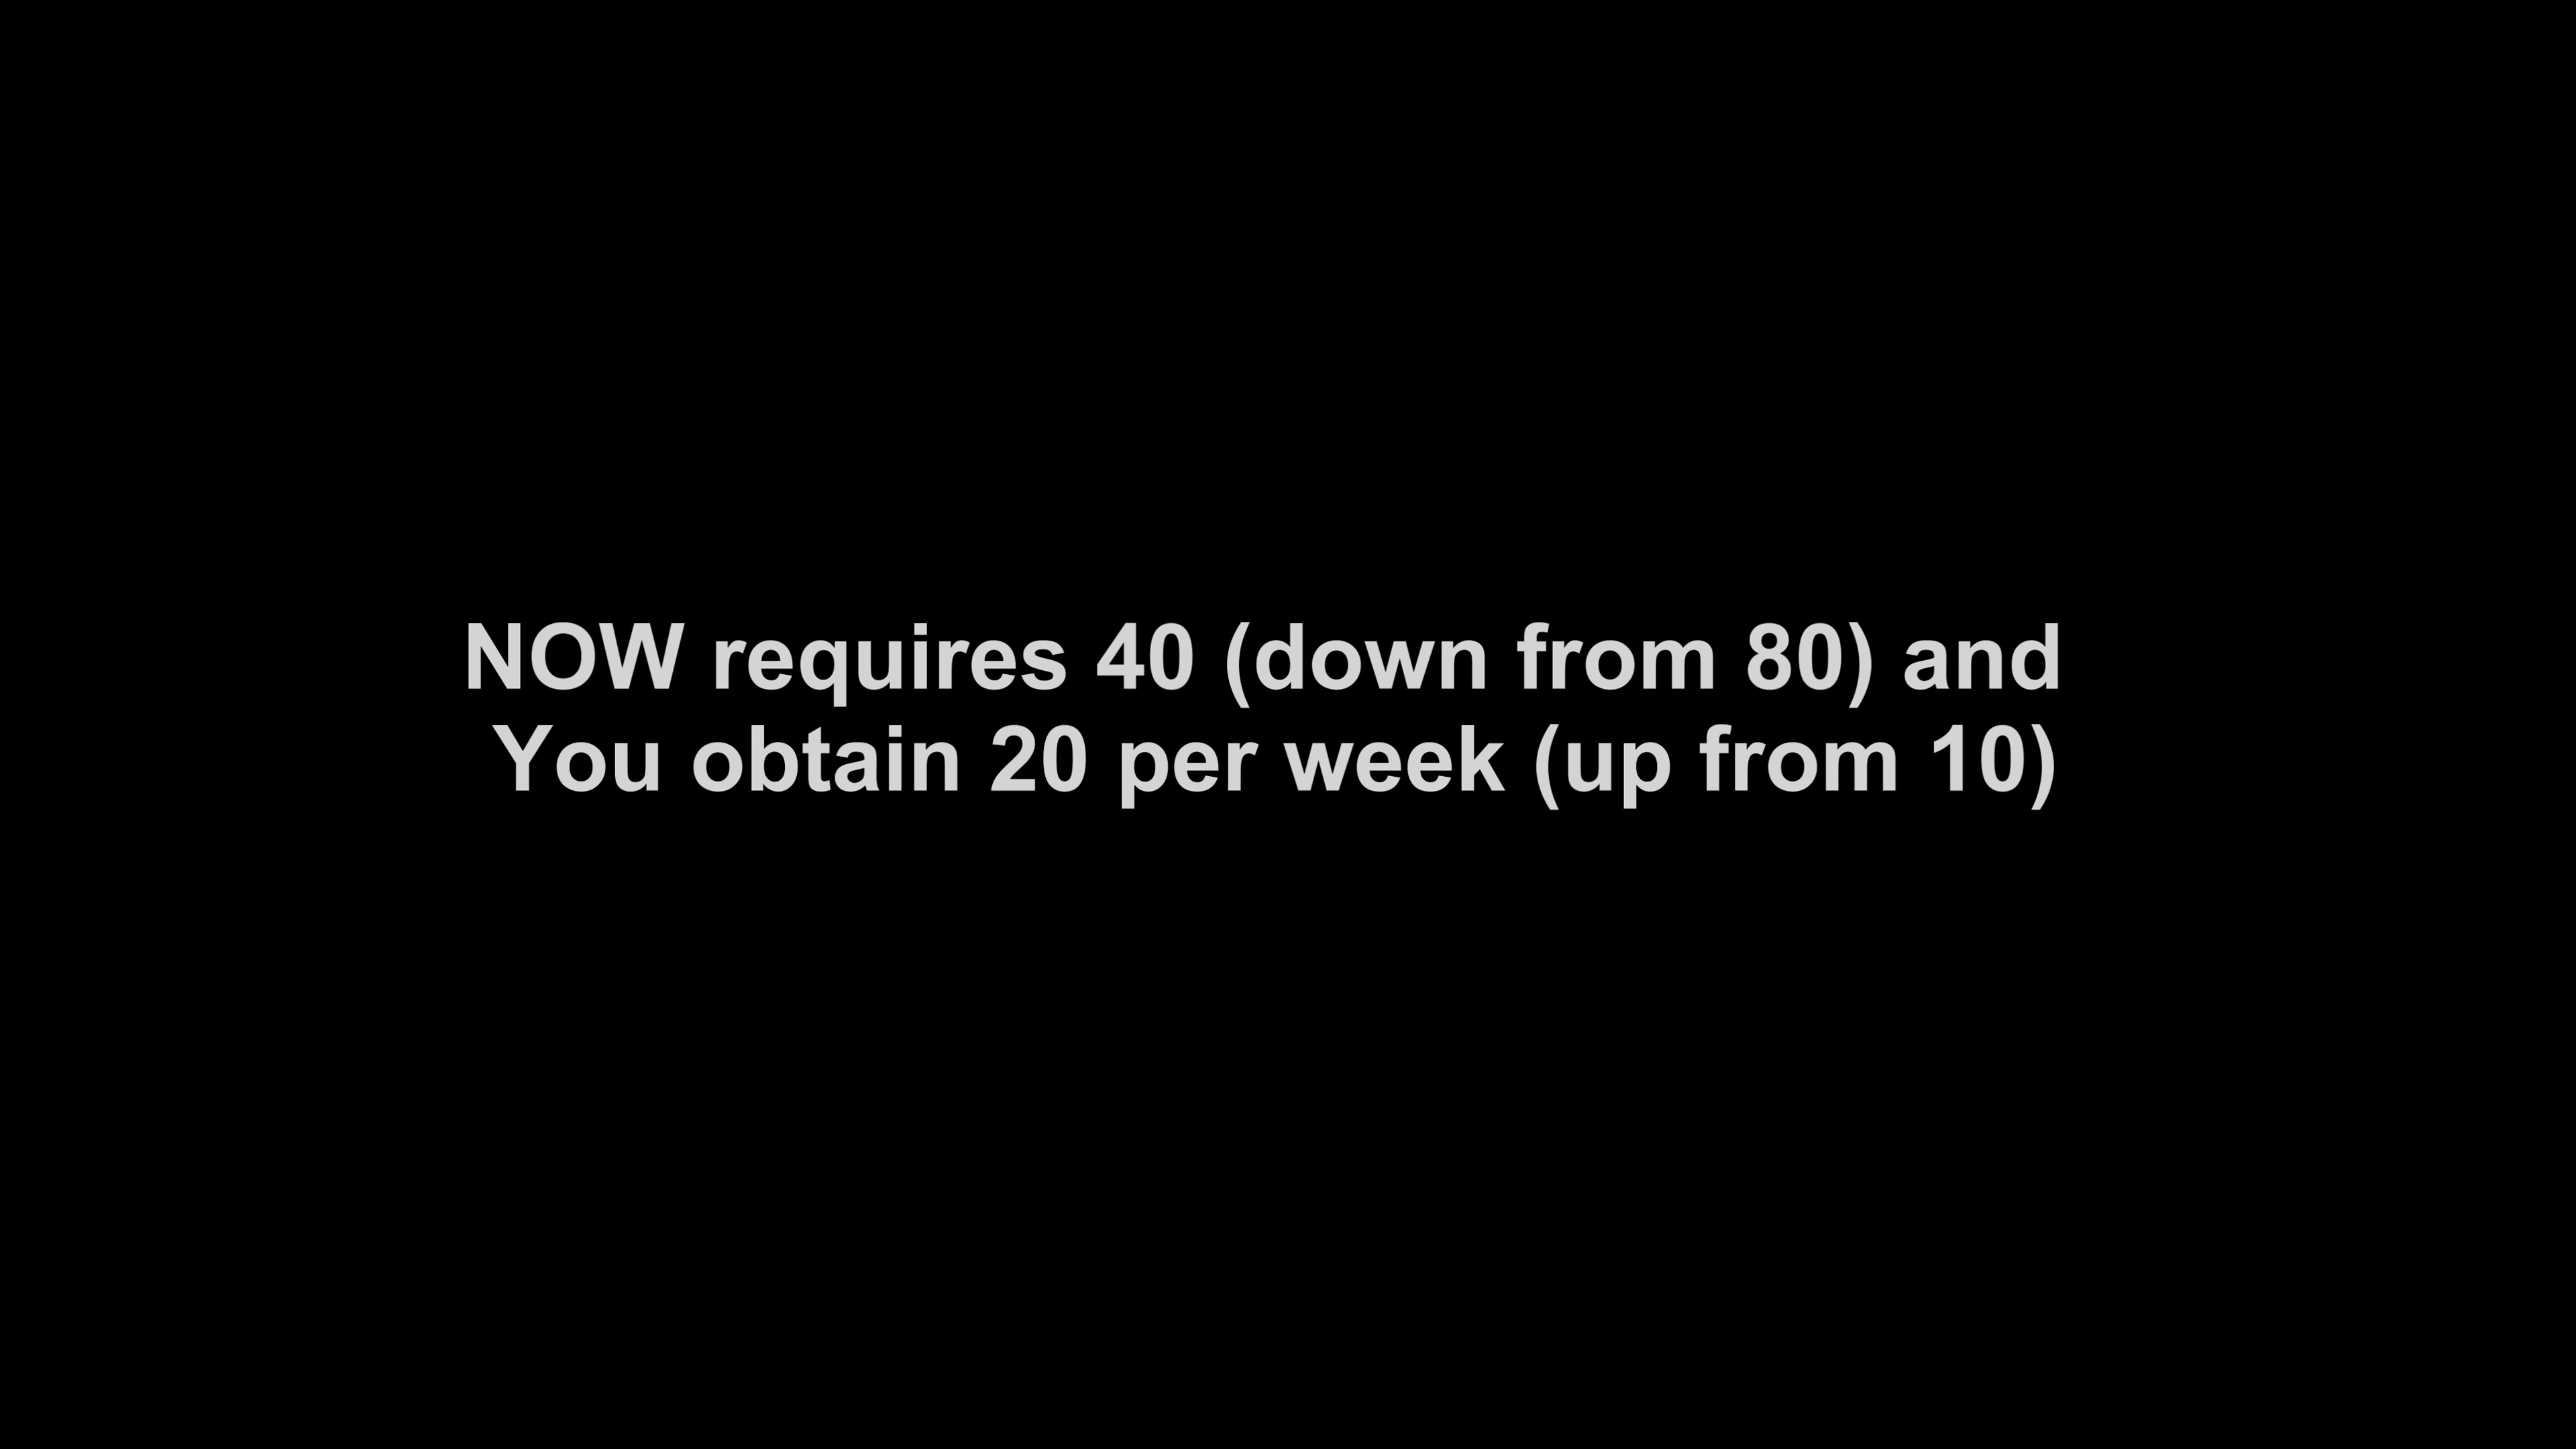 NOW requires 40 (down from 80) and
You obtain 20 per week (up from 10)